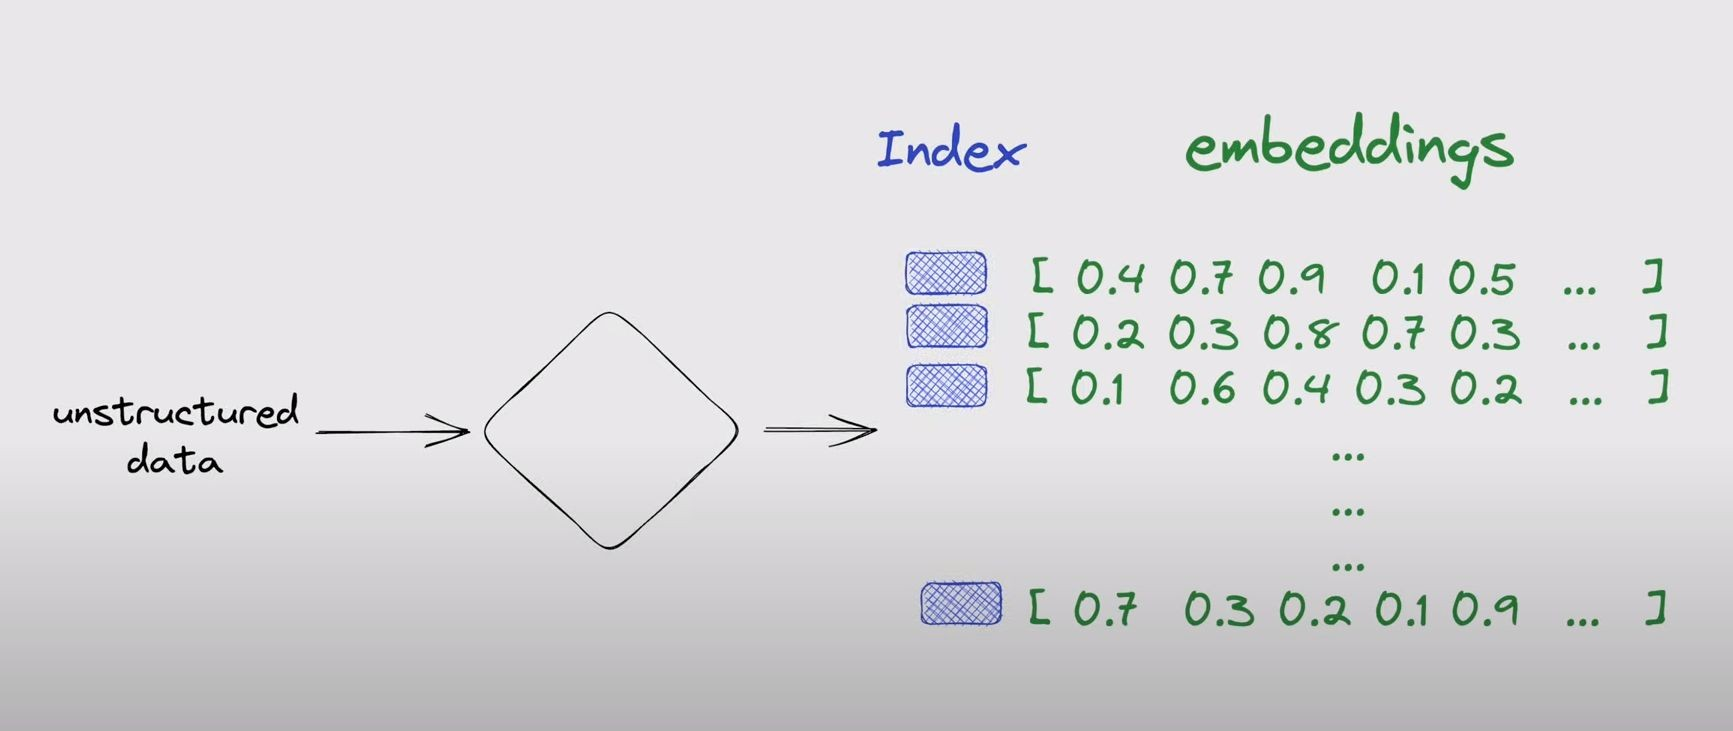 Index embeddings
[ 0.4 0.7 0.9 0.1 0.5 ... ]
[ 0.2 0.3 0.8 0.7 0.3 ... ]
[ 0.1 0.6 0.4 0.3 0.2 ... ]
unstructured
data
...
...
...
[ 0.7 0.3 0.2 0.1 0.9 ... ]